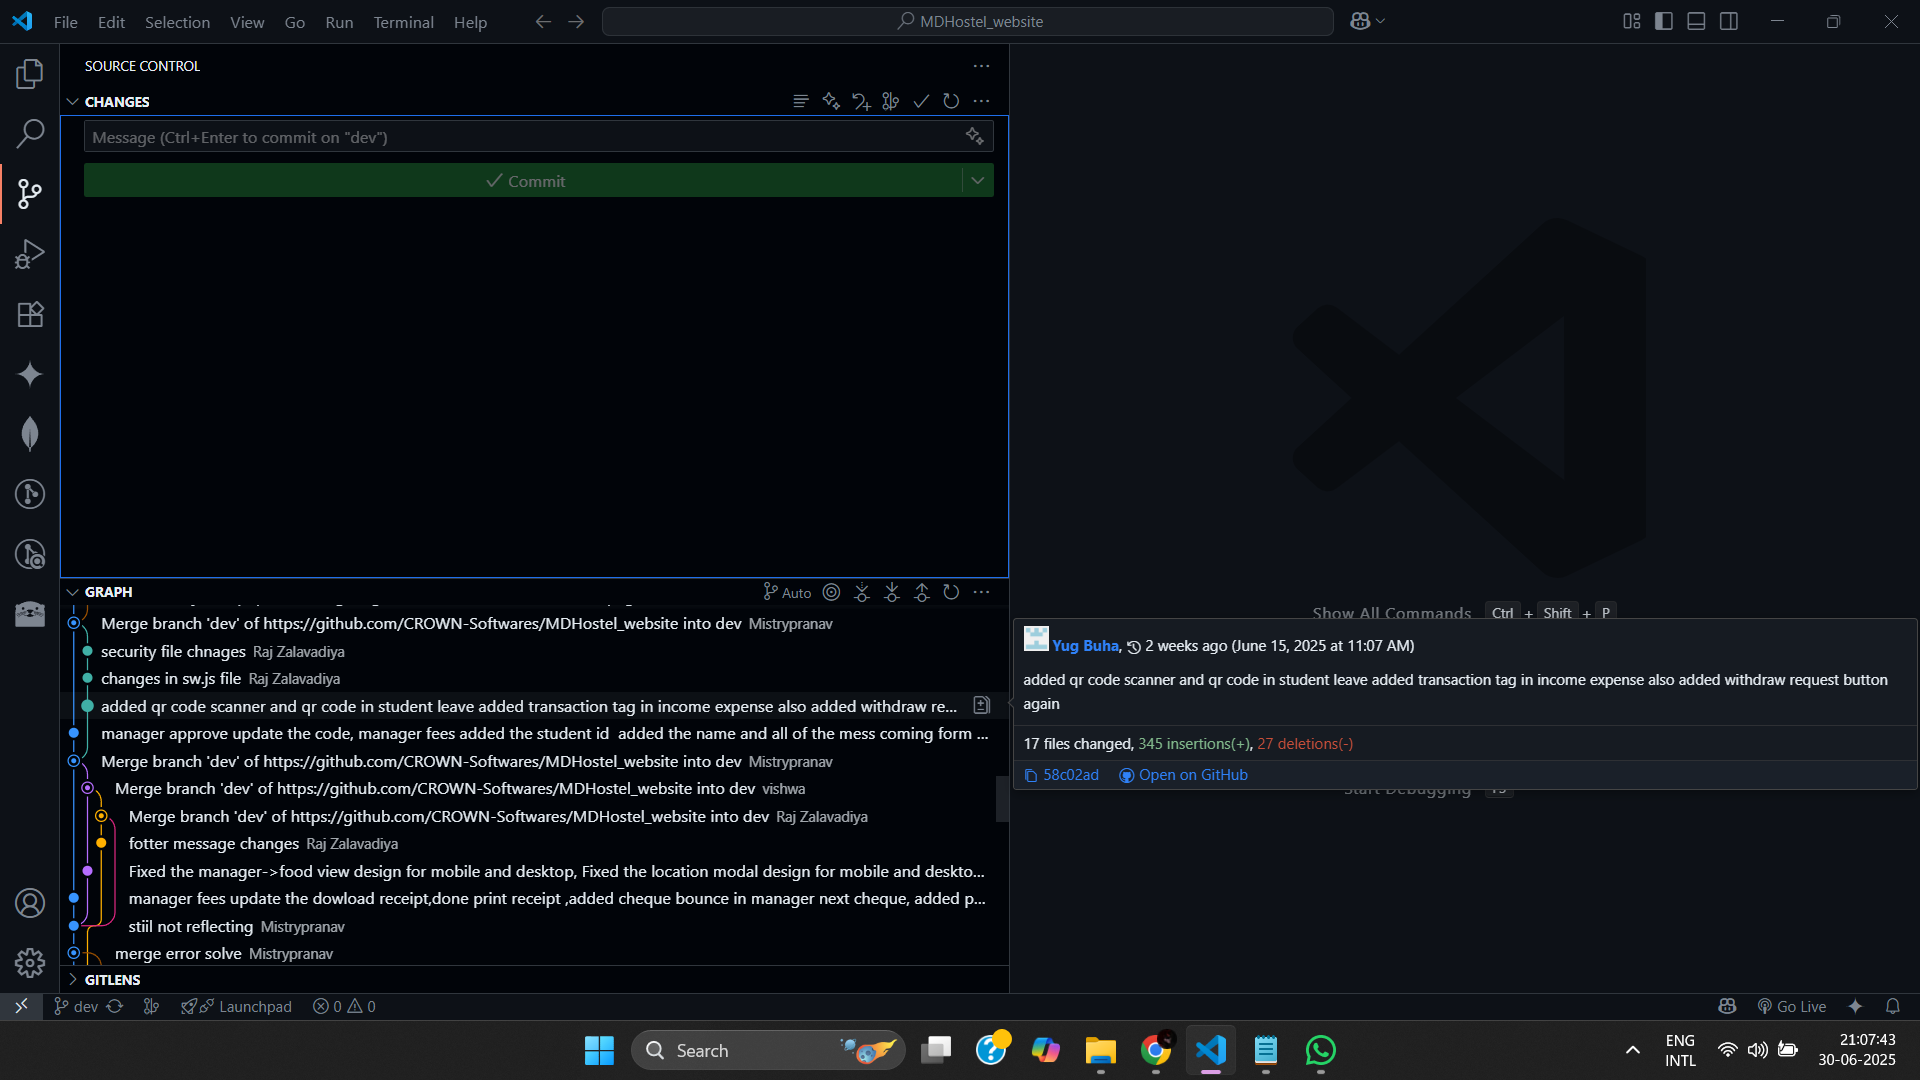 File Edit Selection View Go Run Terminal Help
MDHostel_website
SOURCE CONTROL
CHANGES
Message (Ctrl+Enter to commit on "dev")
Commit
GRAPH
Auto
Merge branch 'dev' of https://github.com/CROWN-Softwares/MDHostel_website into dev Mistrypranav
security file chnages Raj Zalavadiya
changes in sw.js file Raj Zalavadiya
added qr code scanner and qr code in student leave added transaction tag in income expense also added withdraw re...
manager approve update the code, manager fees added the student id added the name and all of the mess coming form ...
Merge branch 'dev' of https://github.com/CROWN-Softwares/MDHostel_website into dev Mistrypranav
Merge branch 'dev' of https://github.com/CROWN-Softwares/MDHostel_website into dev vishwa
Merge branch 'dev' of https://github.com/CROWN-Softwares/MDHostel_website into dev Raj Zalavadiya
fotter message changes Raj Zalavadiya
Fixed the manager->food view design for mobile and desktop, Fixed the location modal design for mobile and deskto...
manager fees update the dowload receipt,done print receipt ,added cheque bounce in manager next cheque, added p...
stiil not reflecting Mistrypranav
merge error solve Mistrypranav
GITLENS
Show All Commands Ctrl + Shift + P
Yug Buha, 2 weeks ago (June 15, 2025 at 11:07 AM)
added qr code scanner and qr code in student leave added transaction tag in income expense also added withdraw request button
again
17 files changed, 345 insertions(+), 27 deletions(-)
58c02ad Open on GitHub
Start Debugging
dev Launchpad 0 0
Go Live
Search
ENG
INTL
21:07:43
30-06-2025